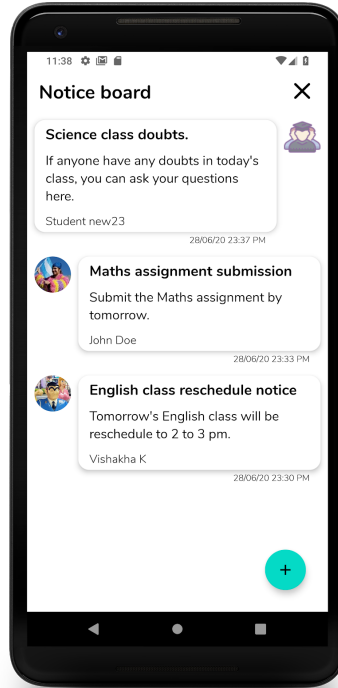 11:38
Notice board
Science class doubts.
If anyone have any doubts in today's
class, you can ask your questions
here.
Student new23
28/06/20 23:37 PM
Maths assignment submission
Submit the Maths assignment by
tomorrow.
John Doe
28/06/20 23:33 PM
English class reschedule notice
Tomorrow's English class will be
reschedule to 2 to 3 pm.
Vishakha K
28/06/20 23:30 PM
+